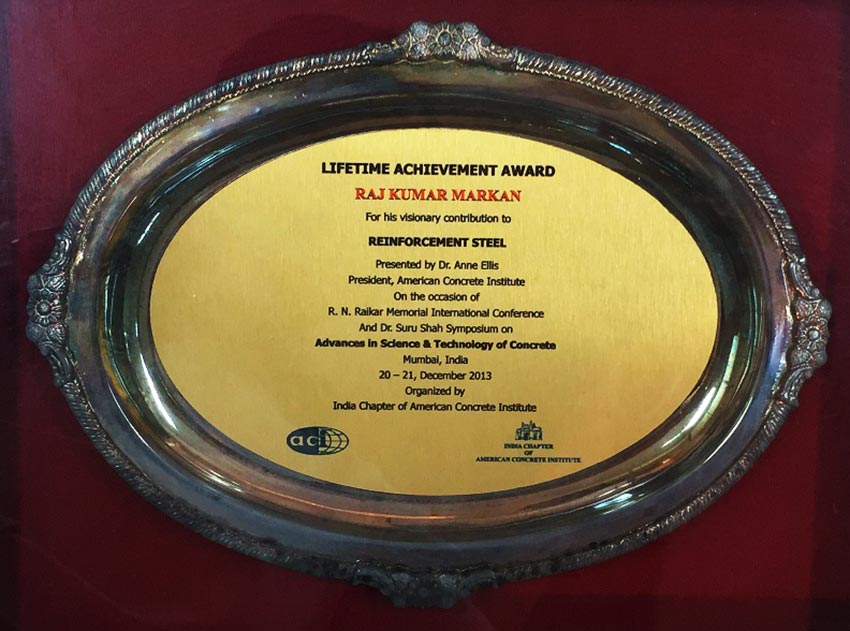 LIFETIME ACHIEVEMENT AWARD
RAJ KUMAR MARKAN
For his visionary contribution to
REINFORCEMENT STEEL
Presented by Dr. Anne Ellis
President, American Concrete Institute
On the occasion of
R. N. Raikar Memorial International Conference
And Dr. Suru Shah Symposium on
Advances in Science & Technology of Concrete
Mumbai, India
20 – 21, December 2013
Organized by
India Chapter of American Concrete Institute
aci
INDIA CHAPTER
OF
AMERICAN CONCRETE INSTITUTE